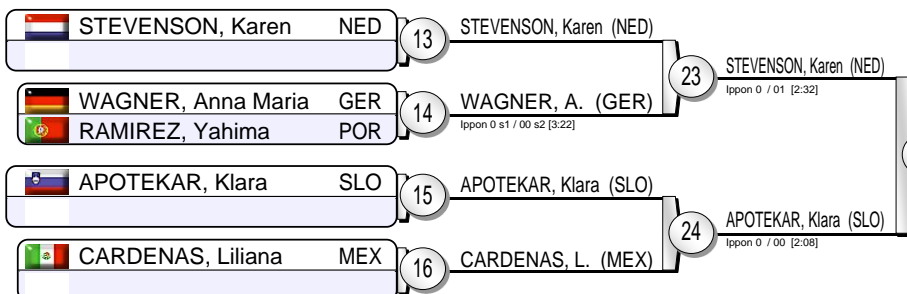 STEVENSON, Karen NED
13
STEVENSON, Karen (NED)
23
STEVENSON, Karen (NED)
Ippon 0 / 01 [2:32]
WAGNER, Anna Maria GER
RAMIREZ, Yahima POR
14
WAGNER, A. (GER)
Ippon 0 s1 / 00 s2 [3:22]
APOTEKAR, Klara SLO
15
APOTEKAR, Klara (SLO)
24
APOTEKAR, Klara (SLO)
Ippon 0 / 00 [2:08]
CARDENAS, Liliana MEX
16
CARDENAS, L. (MEX)